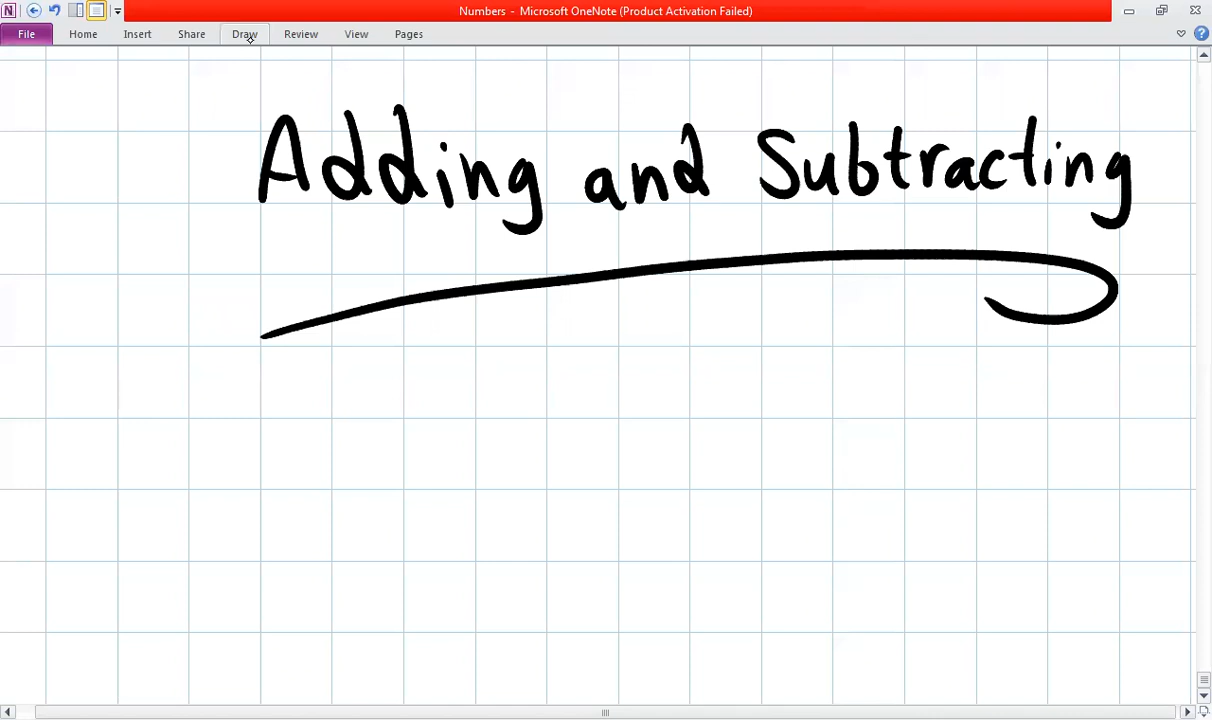 Numbers - Microsoft OneNote (Product Activation Failed)
File Home Insert Share Draw Review View Pages
Adding and Subtracting